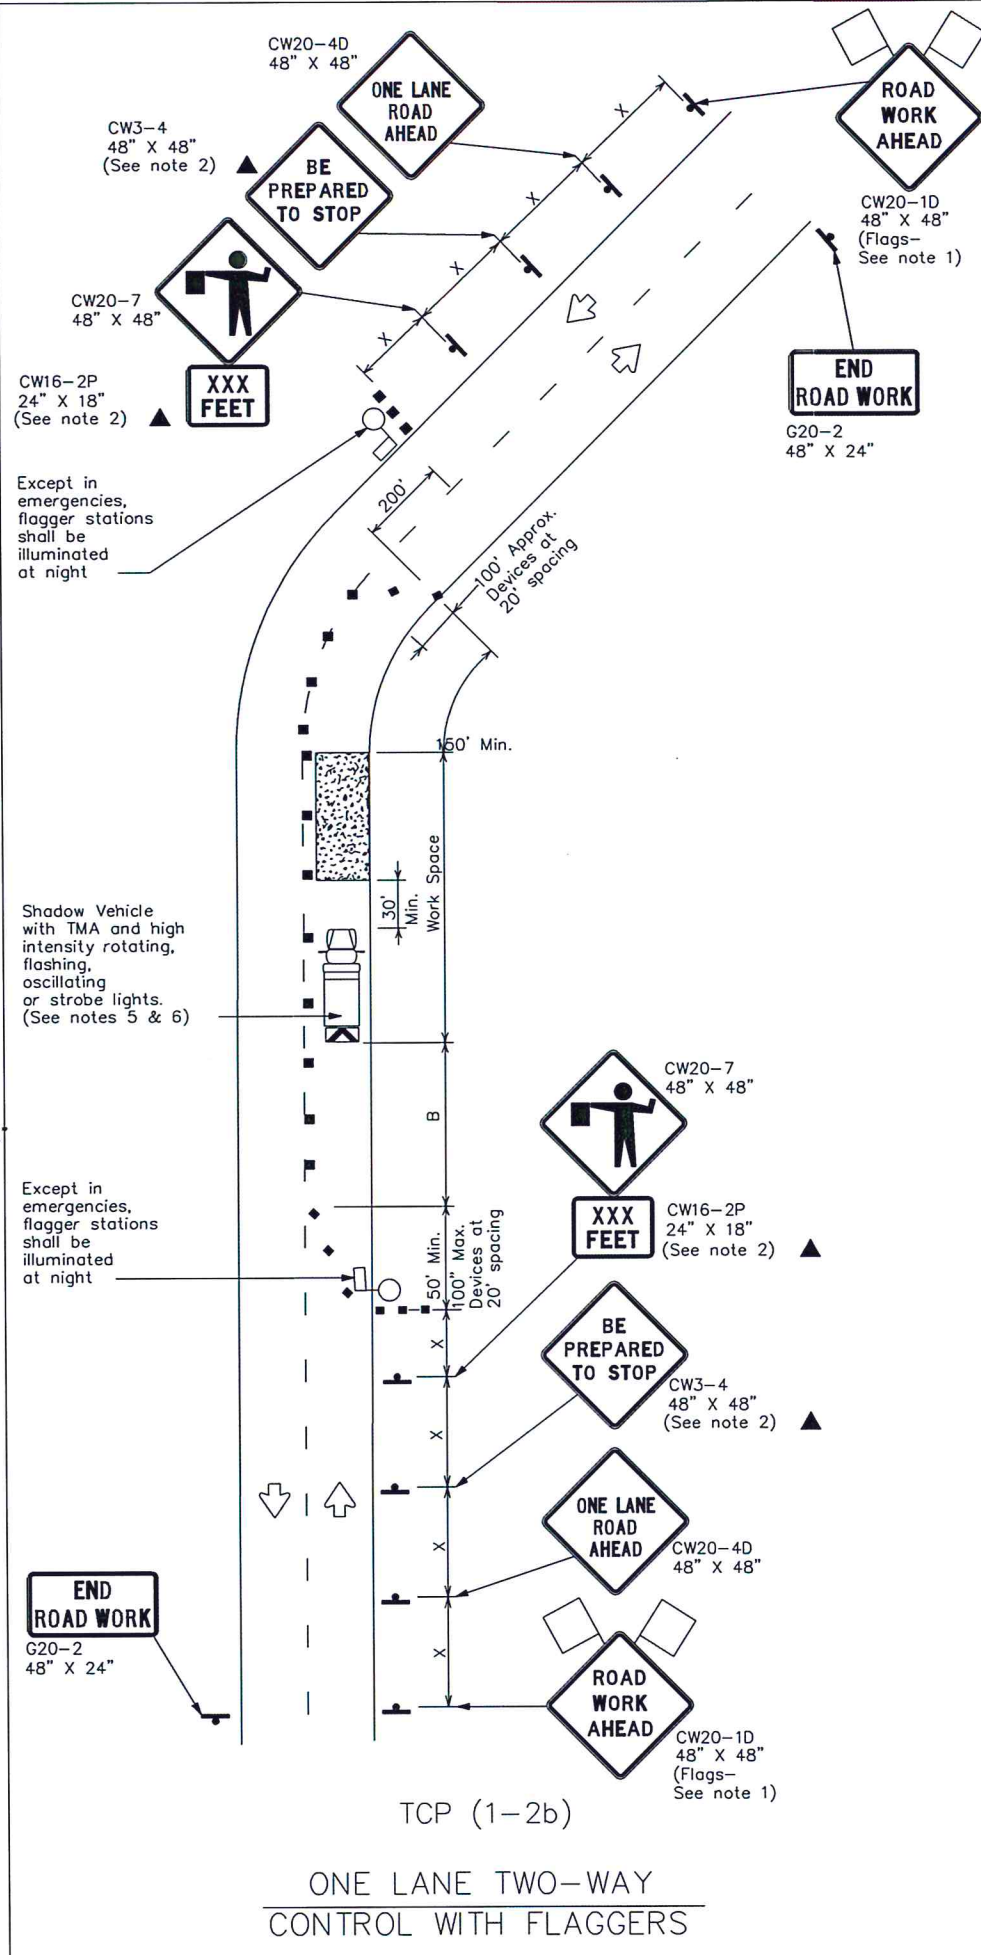 CW20-4D
48" X 48"
ONE LANE
ROAD
AHEAD
ROAD
WORK
AHEAD
CW3-4
48" X 48"
(See note 2)
BE
PREPARED
TO STOP
CW20-1D
48" X 48"
(Flags-
See note 1)
X
X
X
X
CW20-7
48" X 48"
CW16-2P
24" X 18"
(See note 2)
XXX
FEET
END
ROAD WORK
G20-2
48" X 24"
Except in
emergencies,
flagger stations
shall be
illuminated
at night
200'
100' Approx.
Devices at
20' spacing
150' Min.
Work Space
30'
Min.
Shadow Vehicle
with TMA and high
intensity rotating,
flashing,
oscillating
or strobe lights.
(See notes 5 & 6)
B
CW20-7
48" X 48"
XXX
FEET
CW16-2P
24" X 18"
(See note 2)
Except in
emergencies,
flagger stations
shall be
illuminated
at night
50' Min.
100" Max.
Devices at
20' spacing
X
X
X
X
BE
PREPARED
TO STOP
CW3-4
48" X 48"
(See note 2)
ONE LANE
ROAD
AHEAD
CW20-4D
48" X 48"
END
ROAD WORK
G20-2
48" X 24"
ROAD
WORK
AHEAD
CW20-1D
48" X 48"
(Flags-
See note 1)
TCP (1-2b)
ONE LANE TWO-WAY
CONTROL WITH FLAGGERS